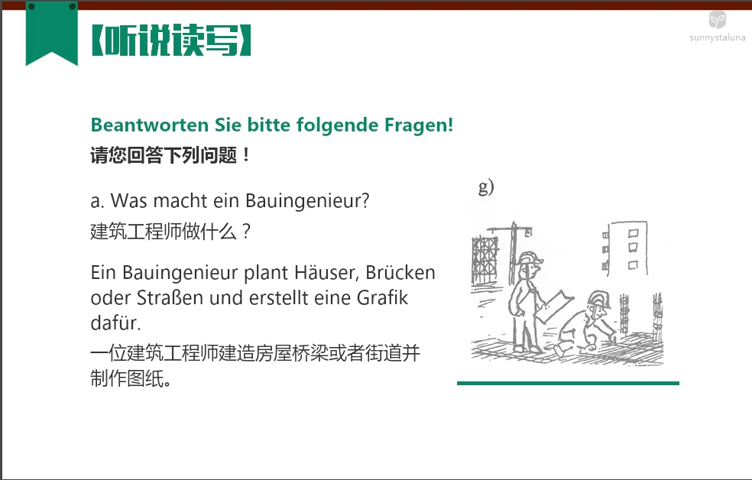 【听说读写】
sunnystaluna
Beantworten Sie bitte folgende Fragen!
请您回答下列问题！
a. Was macht ein Bauingenieur?
建筑工程师做什么？
Ein Bauingenieur plant Häuser, Brücken
oder Straßen und erstellt eine Grafik
dafür.
一位建筑工程师建造房屋桥梁或者街道并
制作图纸。
g)